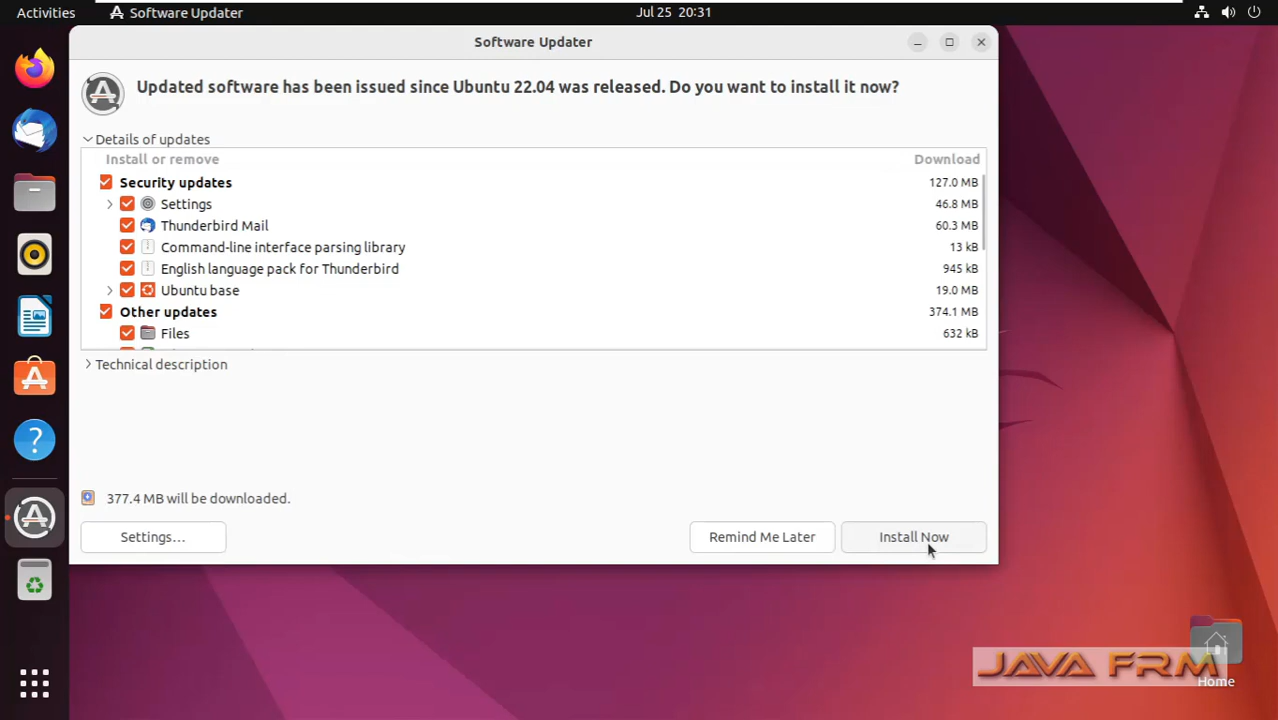 Activities Software Updater Jul 25 20:31
Software Updater
Updated software has been issued since Ubuntu 22.04 was released. Do you want to install it now?
Details of updates
Install or remove Download
Security updates 127.0 MB
Settings 46.8 MB
Thunderbird Mail 60.3 MB
Command-line interface parsing library 13 kB
English language pack for Thunderbird 945 kB
Ubuntu base 19.0 MB
Other updates 374.1 MB
Files 632 kB
Technical description
377.4 MB will be downloaded.
Settings... Remind Me Later Install Now
JAVA FRM
Home